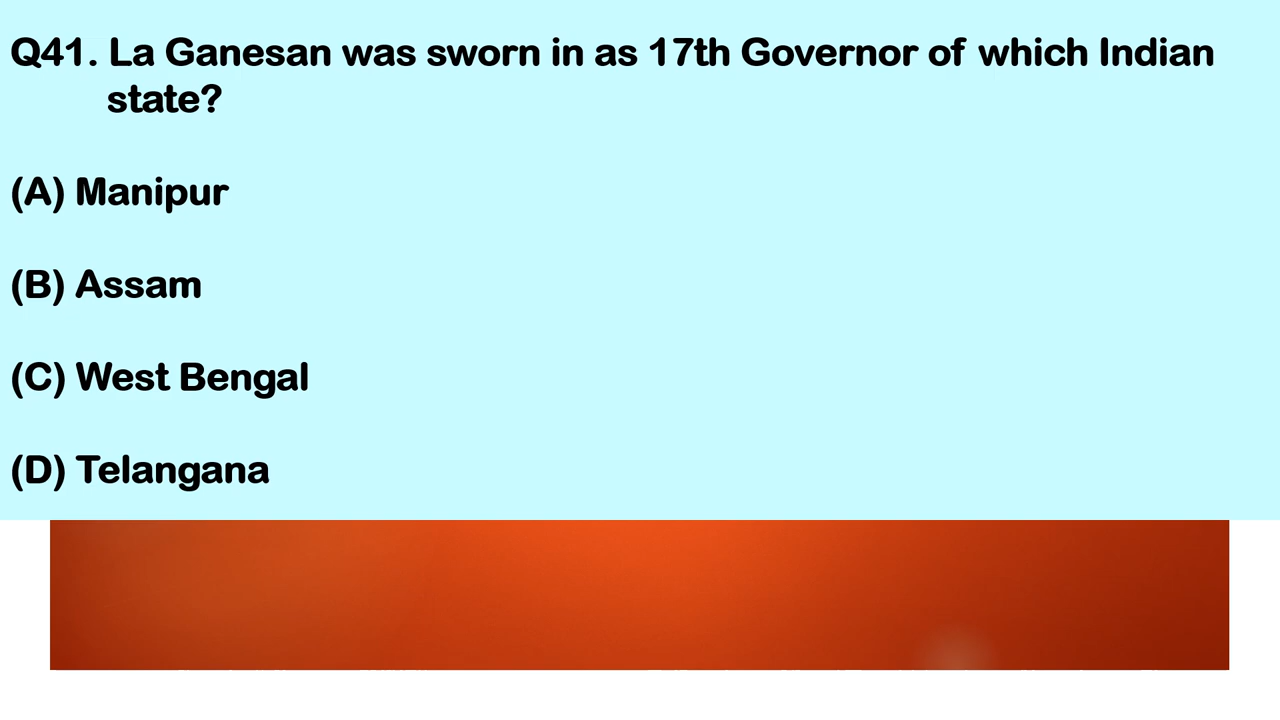 Q41. La Ganesan was sworn in as 17th Governor of which Indian
state?
(A) Manipur
(B) Assam
(C) West Bengal
(D) Telangana